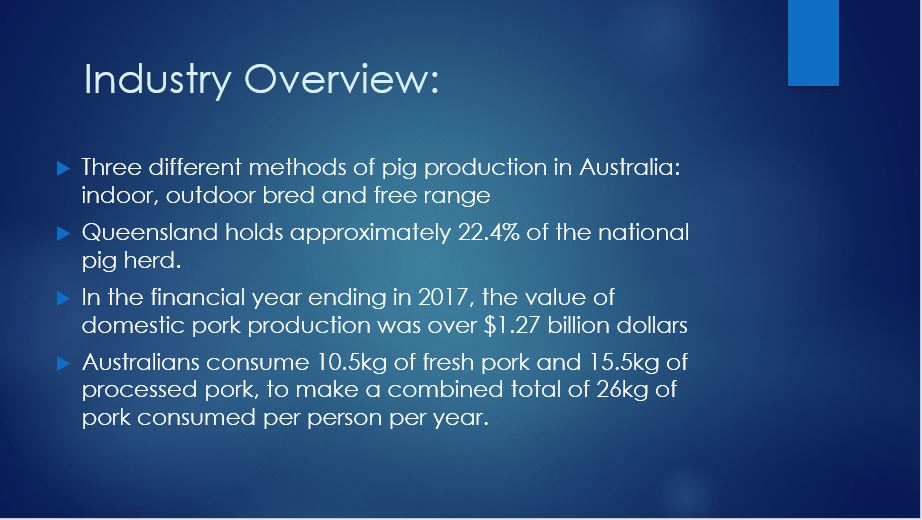 Industry Overview:
Three different methods of pig production in Australia:
indoor, outdoor bred and free range
Queensland holds approximately 22.4% of the national
pig herd.
In the financial year ending in 2017, the value of
domestic pork production was over $1.27 billion dollars
Australians consume 10.5kg of fresh pork and 15.5kg of
processed pork, to make a combined total of 26kg of
pork consumed per person per year.